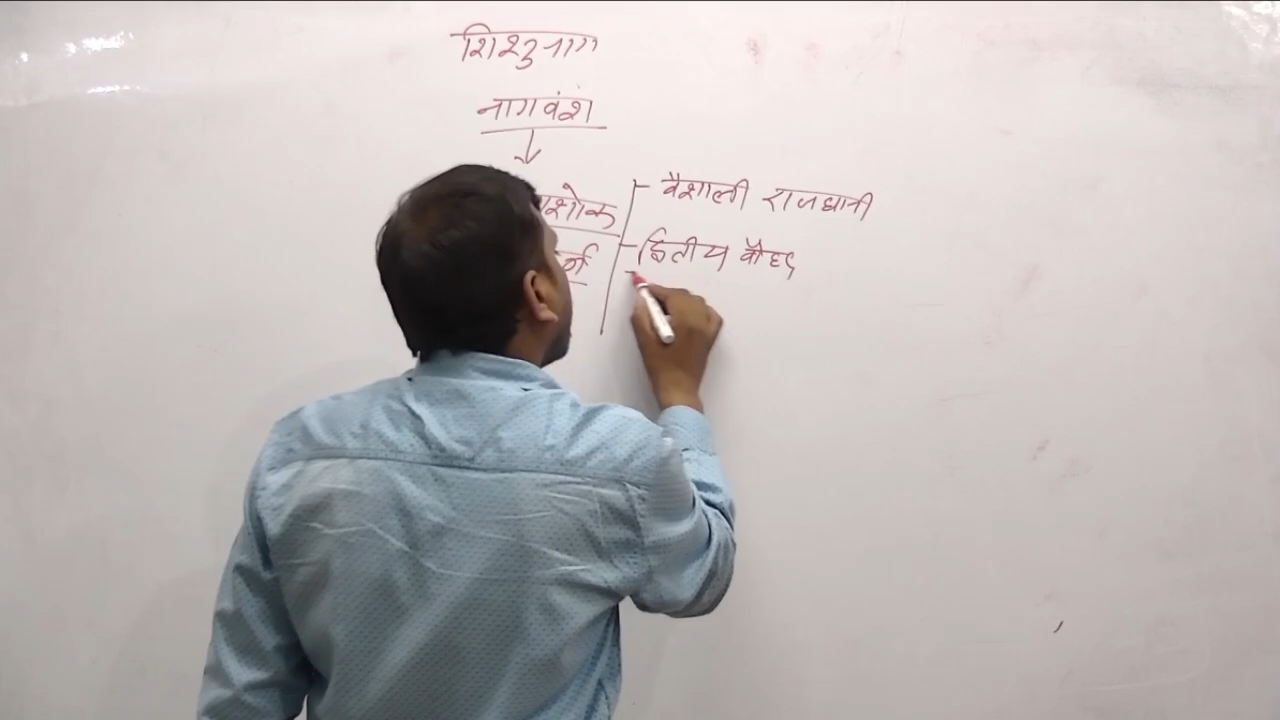 शिशुनाग
नागवंश
वैशाली राजधानी
द्वितीय बौद्ध